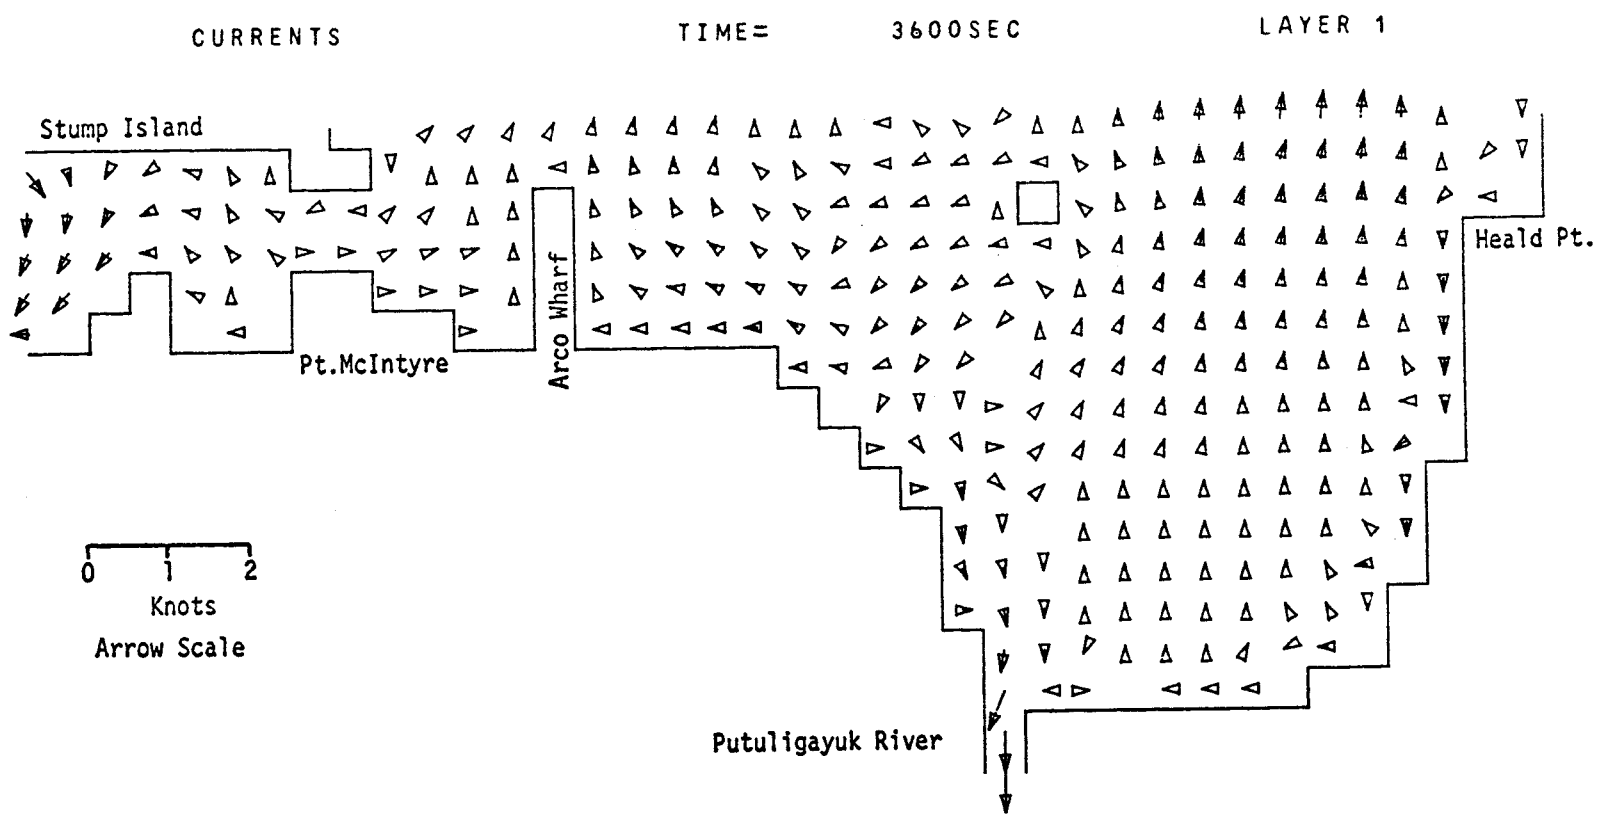 CURRENTS TIME= 3600SEC LAYER 1
Stump Island
Heald Pt.
Arco Wharf
Pt.McIntyre
0 1 2
Knots
Arrow Scale
Putuligayuk River